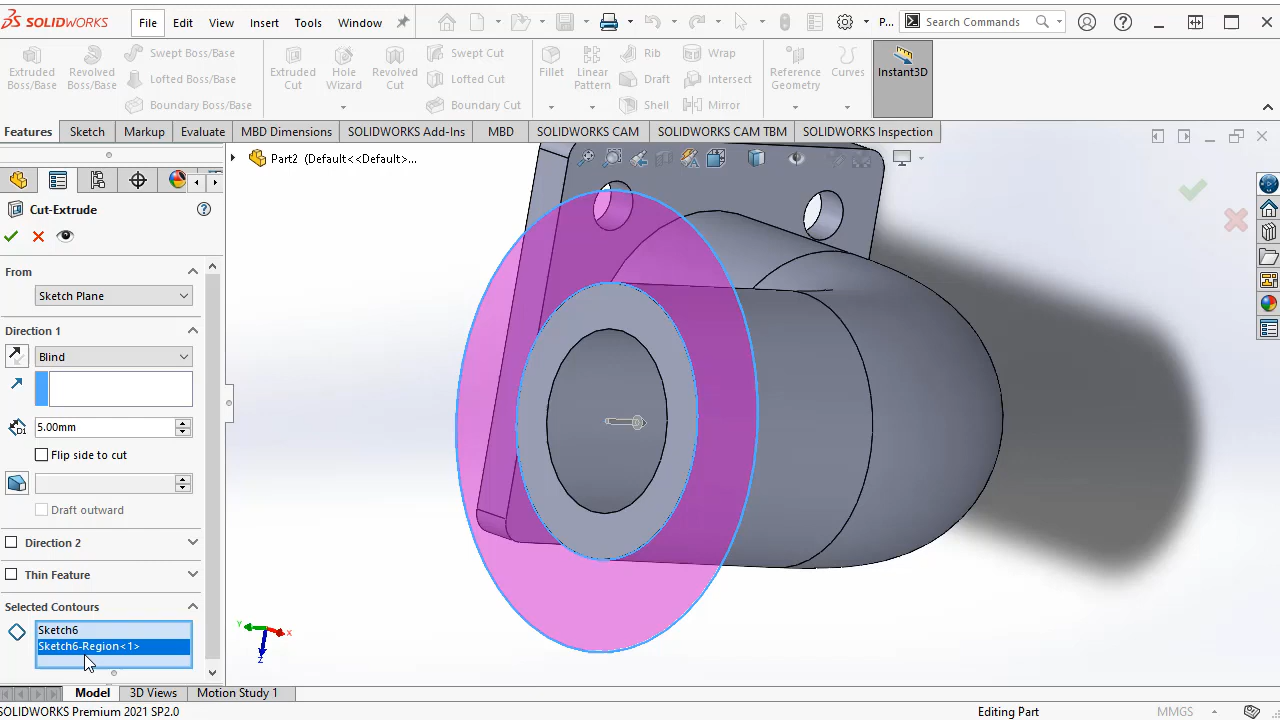 SOLIDWORKS File Edit View Insert Tools Window P... Search Commands
Extruded Boss/Base
Revolved Boss/Base
Swept Boss/Base
Lofted Boss/Base
Boundary Boss/Base
Extruded Cut
Hole Wizard
Revolved Cut
Swept Cut
Lofted Cut
Boundary Cut
Fillet
Linear Pattern
Rib
Draft
Shell
Wrap
Intersect
Mirror
Reference Geometry
Curves
Instant3D
Features Sketch Markup Evaluate MBD Dimensions SOLIDWORKS Add-Ins MBD SOLIDWORKS CAM SOLIDWORKS CAM TBM SOLIDWORKS Inspection
Part2 (Default<<Default>...
Cut-Extrude
From
Sketch Plane
Direction 1
Blind
D1
5.00mm
Flip side to cut
Draft outward
Direction 2
Thin Feature
Selected Contours
Sketch6
Sketch6-Region<1>
Y X
Z
Model 3D Views Motion Study 1
SOLIDWORKS Premium 2021 SP2.0 Editing Part MMGS